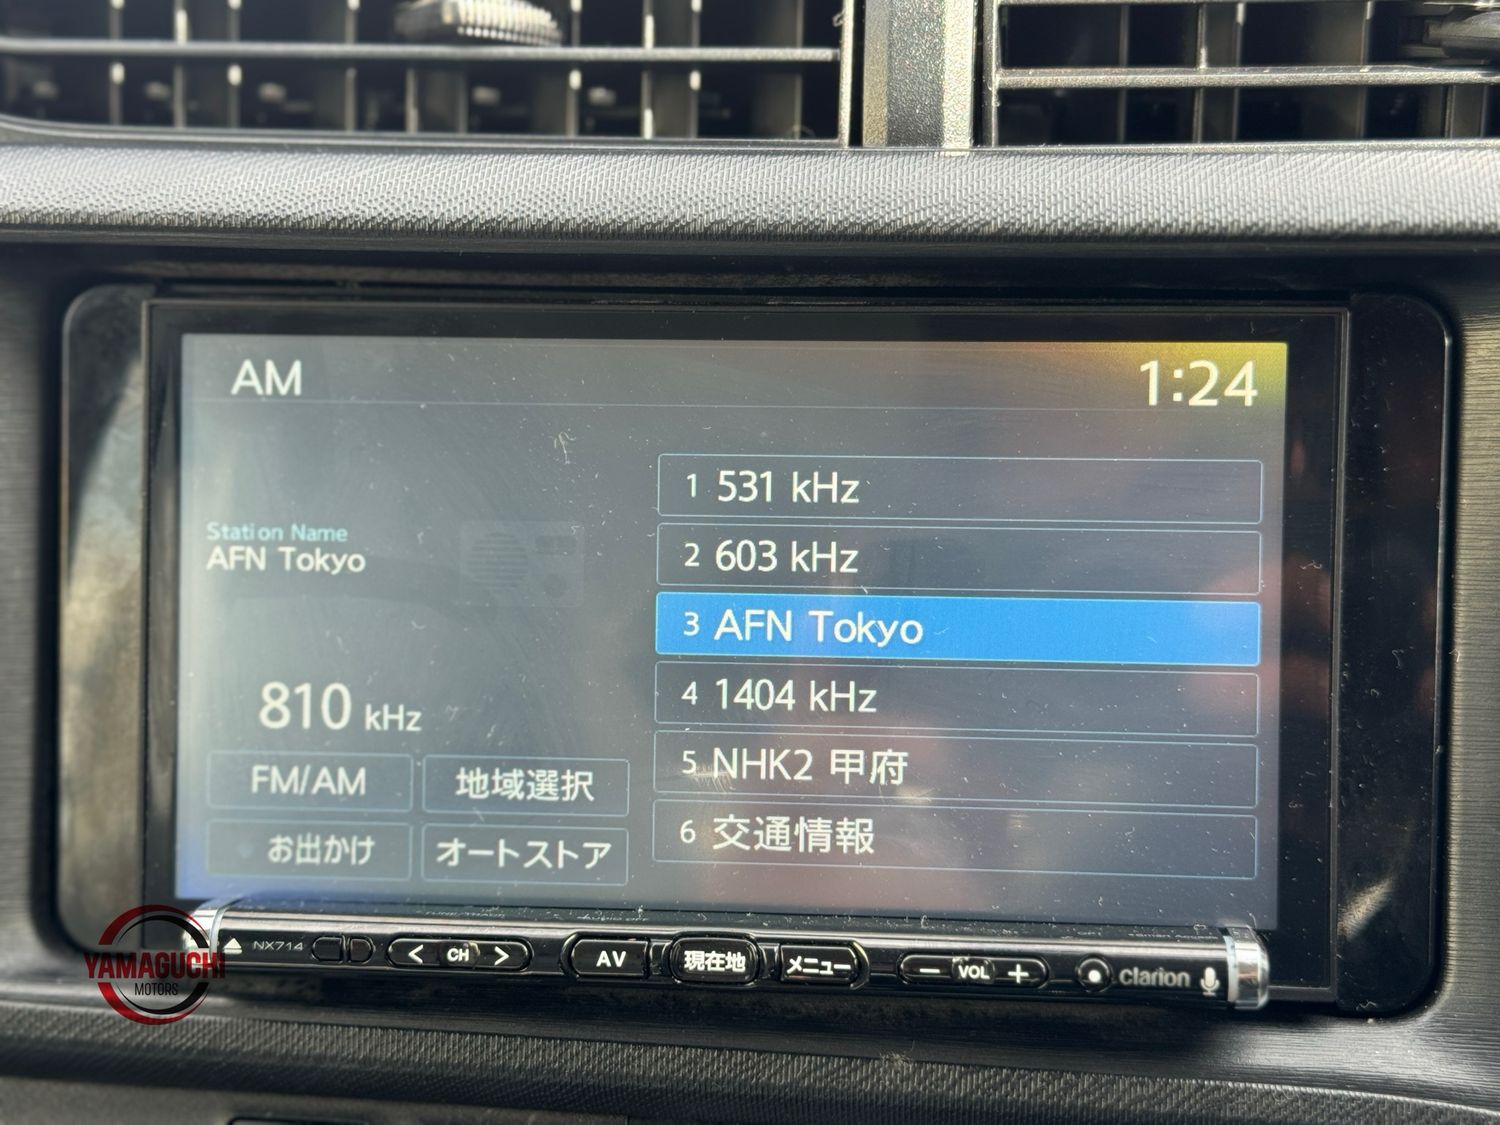 AM
1:24
Station Name
AFN Tokyo
810 kHz
1 531 kHz
2 603 kHz
3 AFN Tokyo
4 1404 kHz
5 NHK2 甲府
6 交通情報
FM/AM
地域選択
お出かけ
オートストア
NX714
< CH >
AV
現在地
メニュー
− VOL +
clarion
YAMAGUCHI
MOTORS